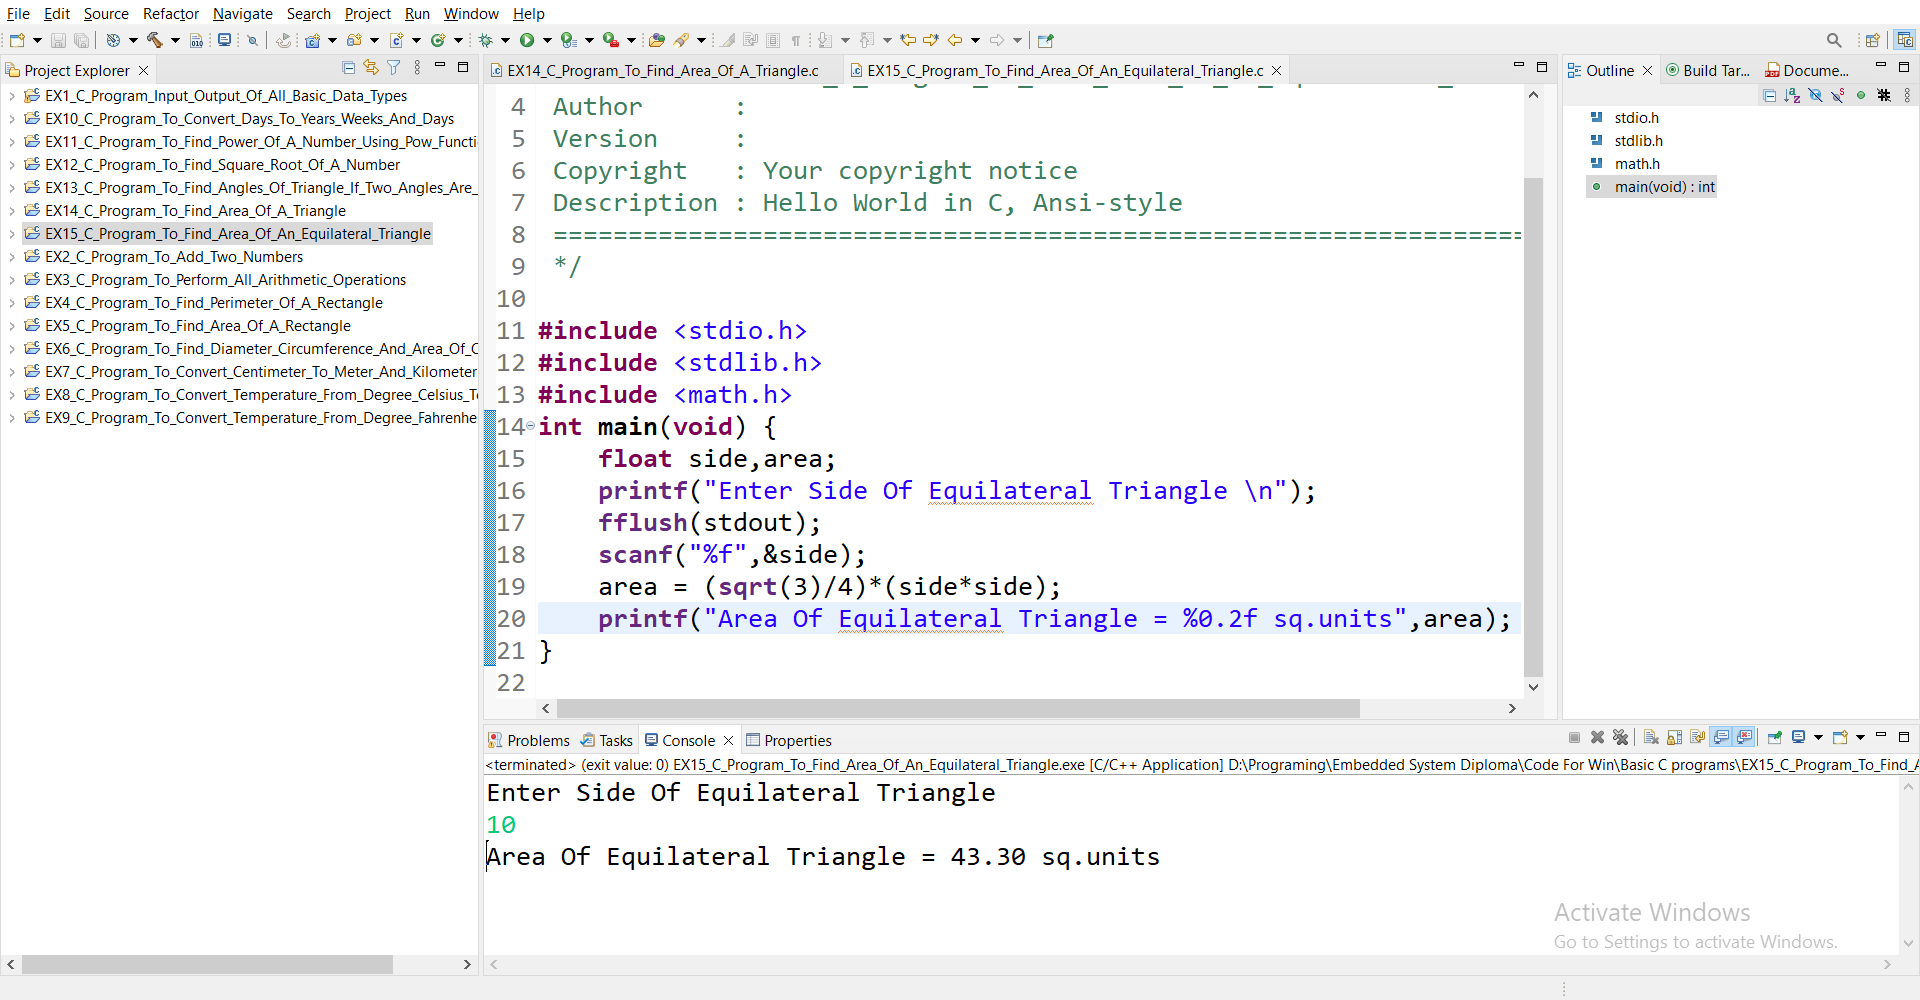 File Edit Source Refactor Navigate Search Project Run Window Help
Project Explorer
EX1_C_Program_Input_Output_Of_All_Basic_Data_Types
EX10_C_Program_To_Convert_Days_To_Years_Weeks_And_Days
EX11_C_Program_To_Find_Power_Of_A_Number_Using_Pow_Functi
EX12_C_Program_To_Find_Square_Root_Of_A_Number
EX13_C_Program_To_Find_Angles_Of_Triangle_If_Two_Angles_Are_
EX14_C_Program_To_Find_Area_Of_A_Triangle
EX15_C_Program_To_Find_Area_Of_An_Equilateral_Triangle
EX2_C_Program_To_Add_Two_Numbers
EX3_C_Program_To_Perform_All_Arithmetic_Operations
EX4_C_Program_To_Find_Perimeter_Of_A_Rectangle
EX5_C_Program_To_Find_Area_Of_A_Rectangle
EX6_C_Program_To_Find_Diameter_Circumference_And_Area_Of_C
EX7_C_Program_To_Convert_Centimeter_To_Meter_And_Kilometer
EX8_C_Program_To_Convert_Temperature_From_Degree_Celsius_T
EX9_C_Program_To_Convert_Temperature_From_Degree_Fahrenhe
EX14_C_Program_To_Find_Area_Of_A_Triangle.c EX15_C_Program_To_Find_Area_Of_An_Equilateral_Triangle.c
4 Author :
5 Version :
6 Copyright : Your copyright notice
7 Description : Hello World in C, Ansi-style
8 =================================================================
9 */
10
11 #include <stdio.h>
12 #include <stdlib.h>
13 #include <math.h>
14 int main(void) {
15 float side,area;
16 printf("Enter Side Of Equilateral Triangle \n");
17 fflush(stdout);
18 scanf("%f",&side);
19 area = (sqrt(3)/4)*(side*side);
20 printf("Area Of Equilateral Triangle = %0.2f sq.units",area);
21 }
22
Outline Build Tar... Docume...
stdio.h
stdlib.h
math.h
main(void) : int
Problems Tasks Console Properties
<terminated> (exit value: 0) EX15_C_Program_To_Find_Area_Of_An_Equilateral_Triangle.exe [C/C++ Application] D:\Programing\Embedded System Diploma\Code For Win\Basic C programs\EX15_C_Program_To_Find_A
Enter Side Of Equilateral Triangle
10
Area Of Equilateral Triangle = 43.30 sq.units
Activate Windows
Go to Settings to activate Windows.